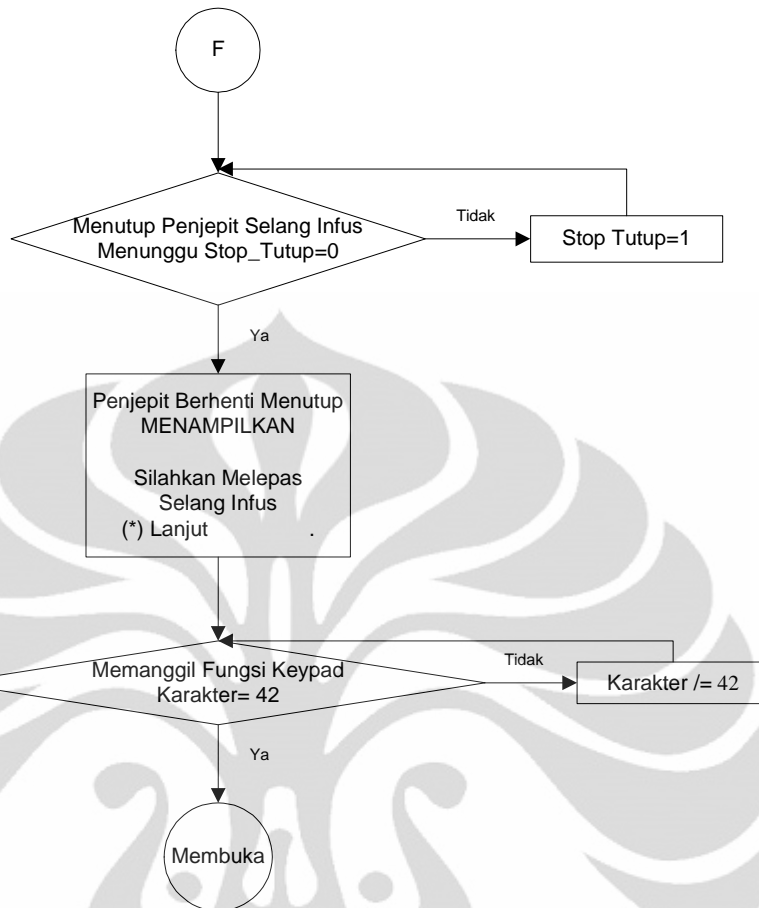 F
Menutup Penjepit Selang Infus
Menunggu Stop_Tutup=0
Tidak
Stop Tutup=1
Ya
Penjepit Berhenti Menutup
MENAMPILKAN
Silahkan Melepas
Selang Infus
(*) Lanjut .
Memanggil Fungsi Keypad
Karakter= 42
Tidak
Karakter /= 42
Ya
Membuka